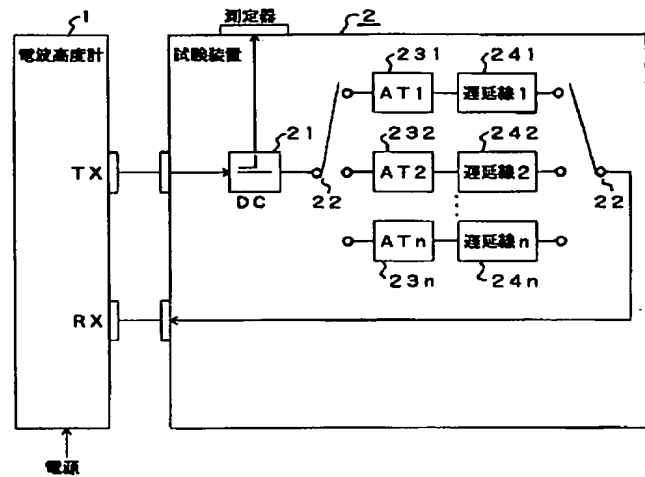 測定器
1
2
電波高度計
試験装置
231
241
AT1
遅延線1
21
232
242
TX
AT2
遅延線2
DC
22
22
ATn
遅延線n
23n
24n
RX
電源